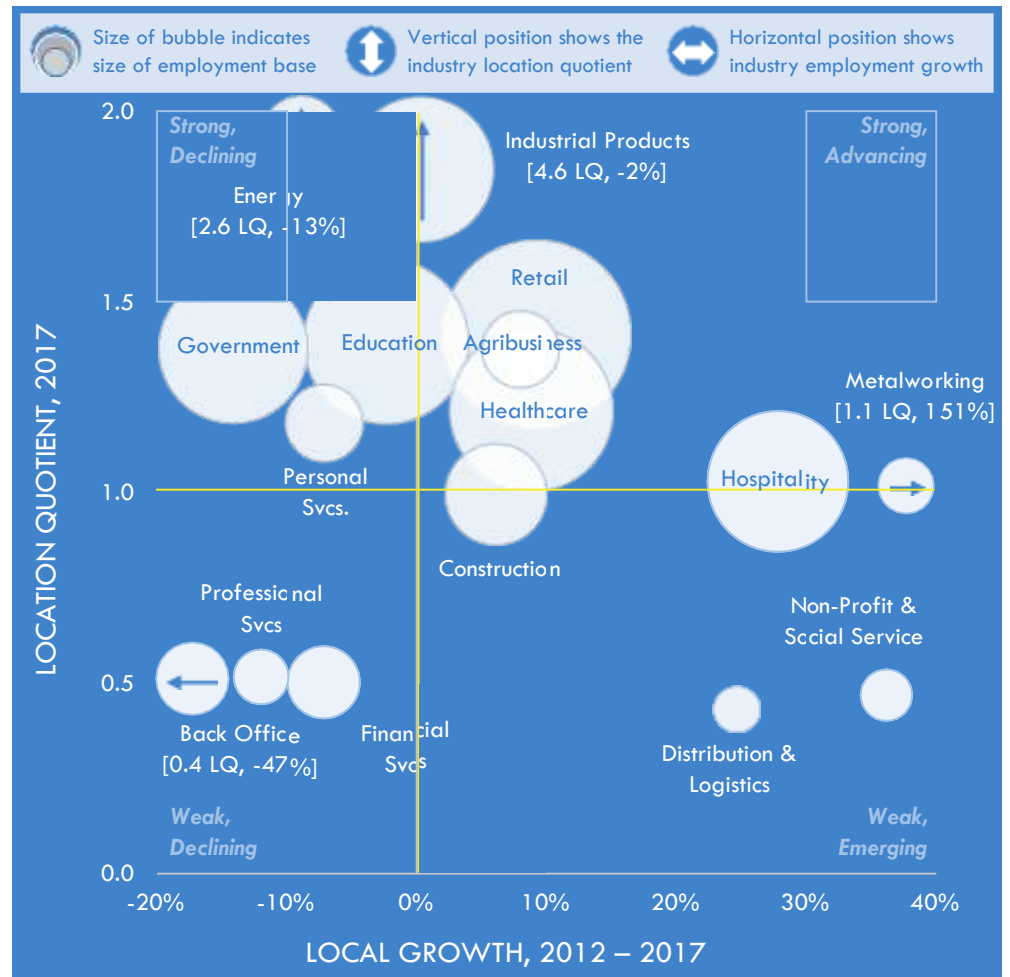 Size of bubble indicates
size of employment base
Vertical position shows the
industry location quotient
Horizontal position shows
industry employment growth
2.0
Strong,
Declining
Strong,
Advancing
Industrial Products
[4.6 LQ, -2%]
Energy
[2.6 LQ, -13%]
Retail
1.5
Government
Education
Agribusiness
Metalworking
[1.1 LQ, 151%]
Healthcare
Personal
Svcs.
Hospitality
1.0
Construction
Professional
Svcs
Non-Profit &
Social Service
0.5
Back Office
[0.4 LQ, -47%]
Financial
Svcs
Distribution &
Logistics
Weak,
Declining
Weak,
Emerging
0.0
-20%
-10%
0%
10%
20%
30%
40%
LOCATION QUOTIENT, 2017
LOCAL GROWTH, 2012 – 2017